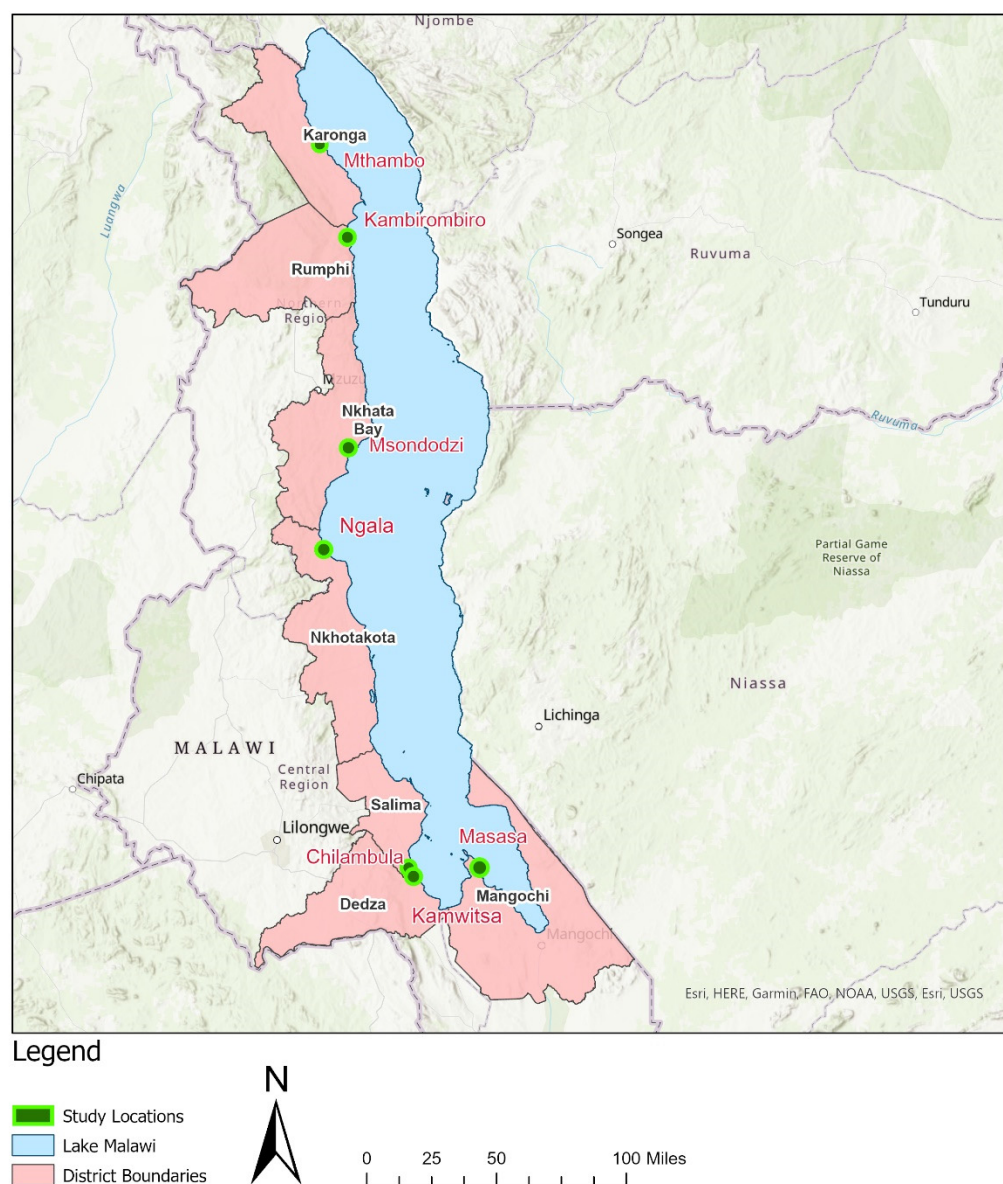 Njombe
Karonga
Mthambo
Luangwa
Kambirombiro
Songea
Ruvuma
Rumphi
Tunduru
Northern
Region
Mzuzu
Nkhata
Bay
Ruvuma
Msondodzi
Ngala
Partial Game
Reserve of
Niassa
Nkhotakota
Niassa
Lichinga
MALAWI
Central
Region
Chipata
Salima
Lilongwe
Masasa
Chilambula
Mangochi
Dedza
Kamwitsa
Mangochi
Esri, HERE, Garmin, FAO, NOAA, USGS, Esri, USGS
Legend
N
Study Locations
Lake Malawi
District Boundaries
0 25 50 100 Miles